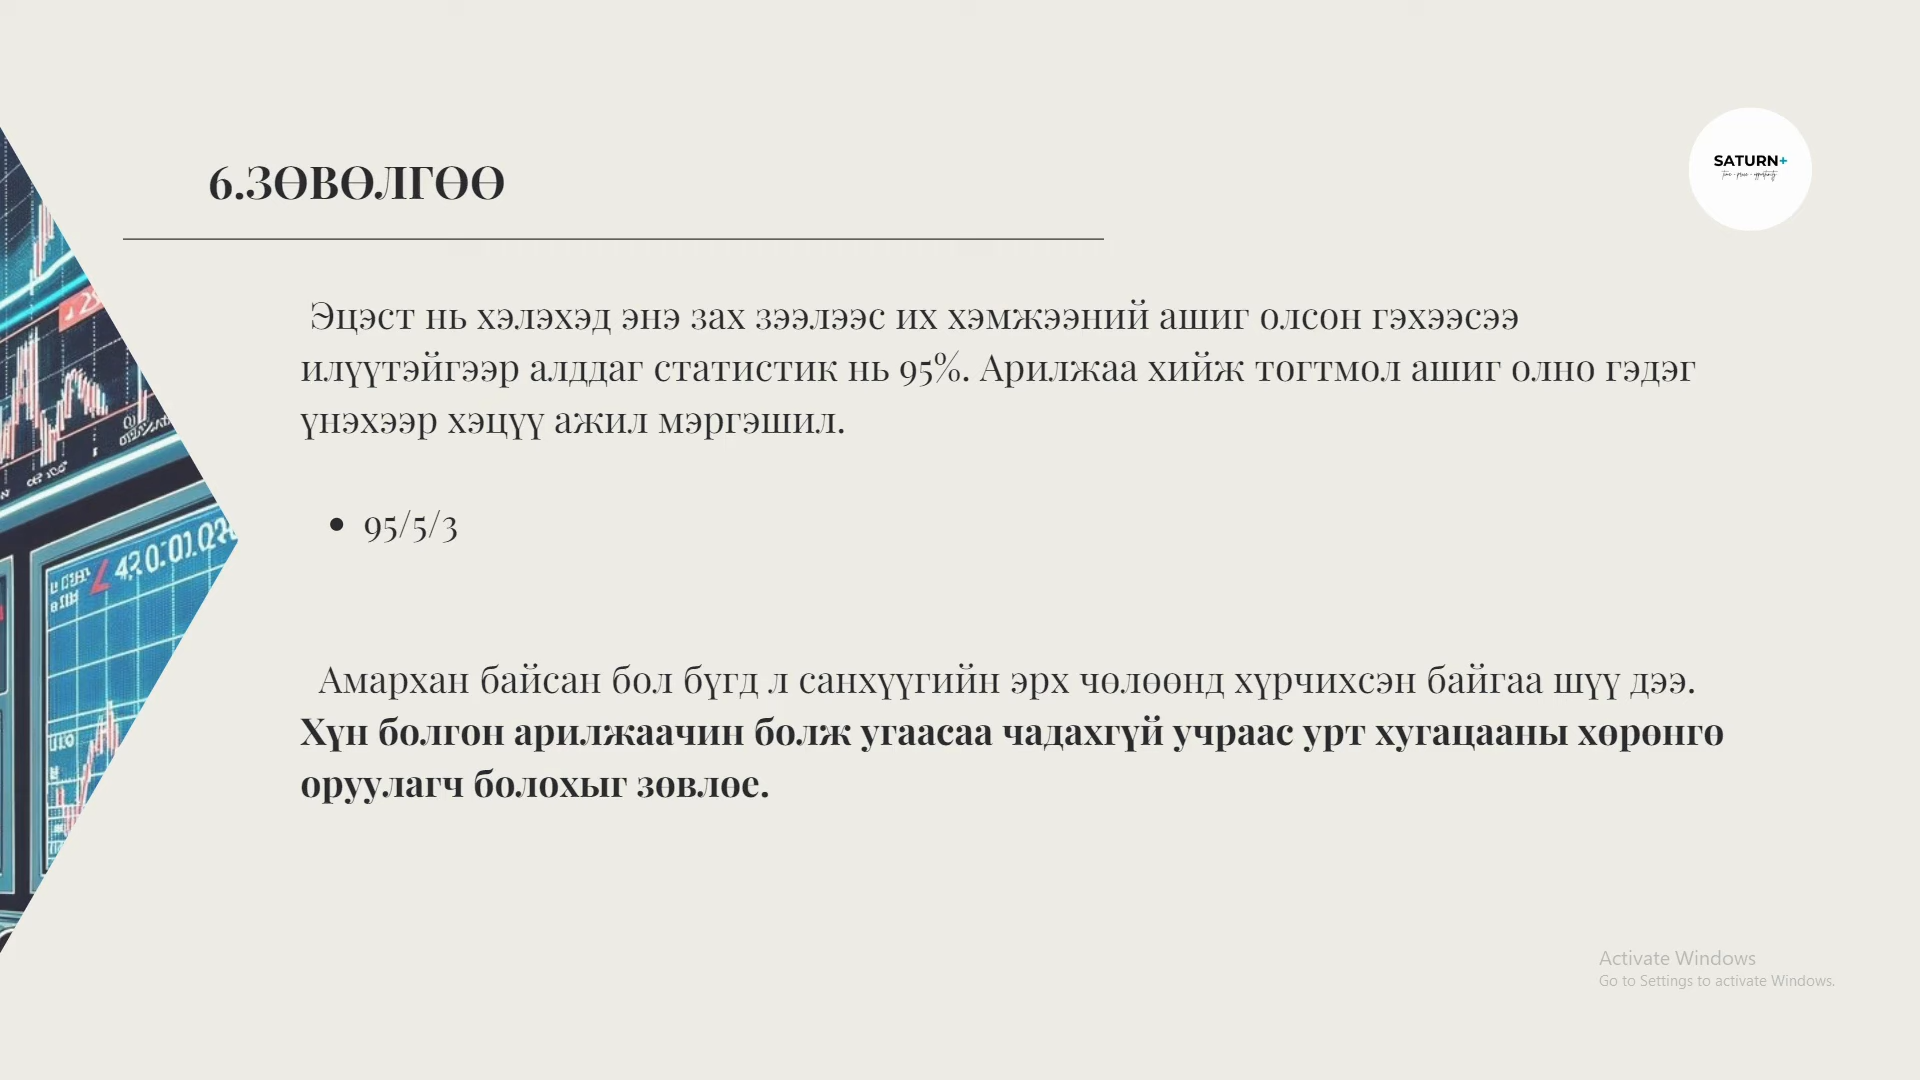 6.ЗӨВӨЛГӨӨ
SATURN+
Эцэст нь хэлэхэд энэ зах зээлээс их хэмжээний ашиг олсон гэхээсээ
илүүтэйгээр алддаг статистик нь 95%. Арилжаа хийж тогтмол ашиг олно гэдэг
үнэхээр хэцүү ажил мэргэшил.
• 95/5/3
Амархан байсан бол бүгд л санхүүгийн эрх чөлөөнд хүрчихсэн байгаа шүү дээ.
Хүн болгон арилжаачин болж угаасаа чадахгүй учраас урт хугацааны хөрөнгө
оруулагч болохыг зөвлөе.
Activate Windows
Go to Settings to activate Windows.